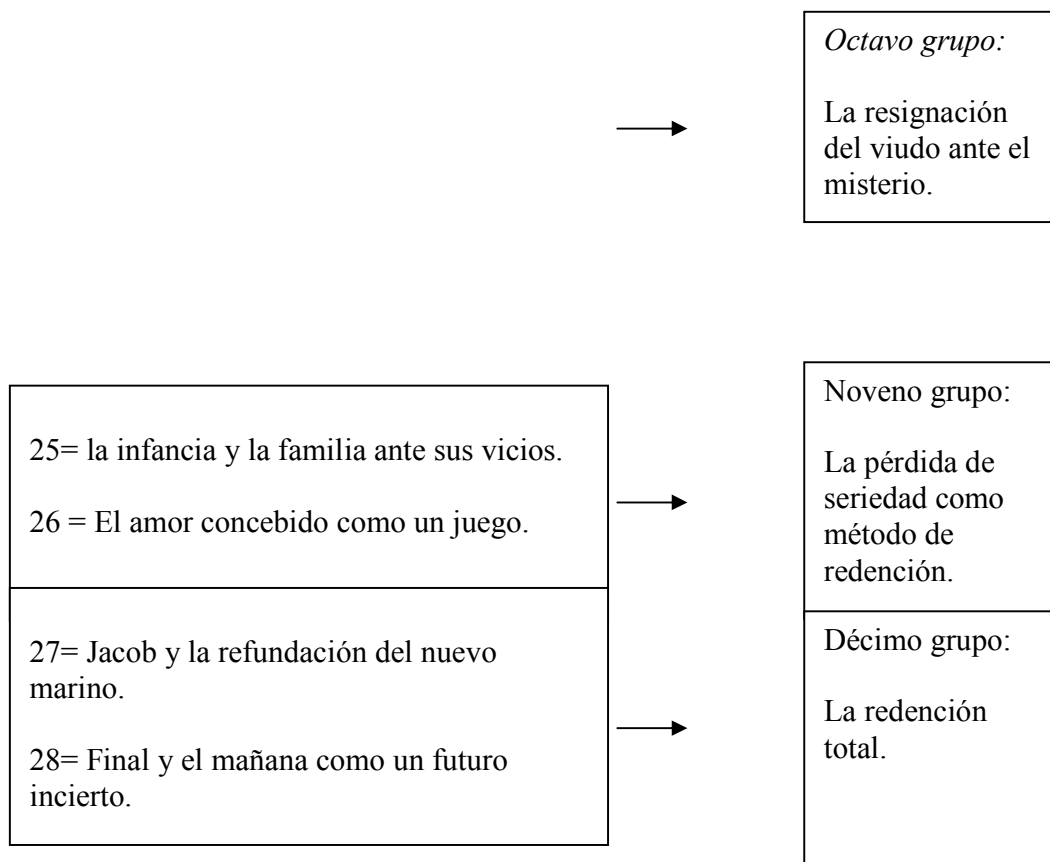 Octavo grupo:
La resignación
del viudo ante el
misterio.
25= la infancia y la familia ante sus vicios.
26 = El amor concebido como un juego.
Noveno grupo:
La pérdida de
seriedad como
método de
redención.
27= Jacob y la refundación del nuevo
marino.
28= Final y el mañana como un futuro
incierto.
Décimo grupo:
La redención
total.